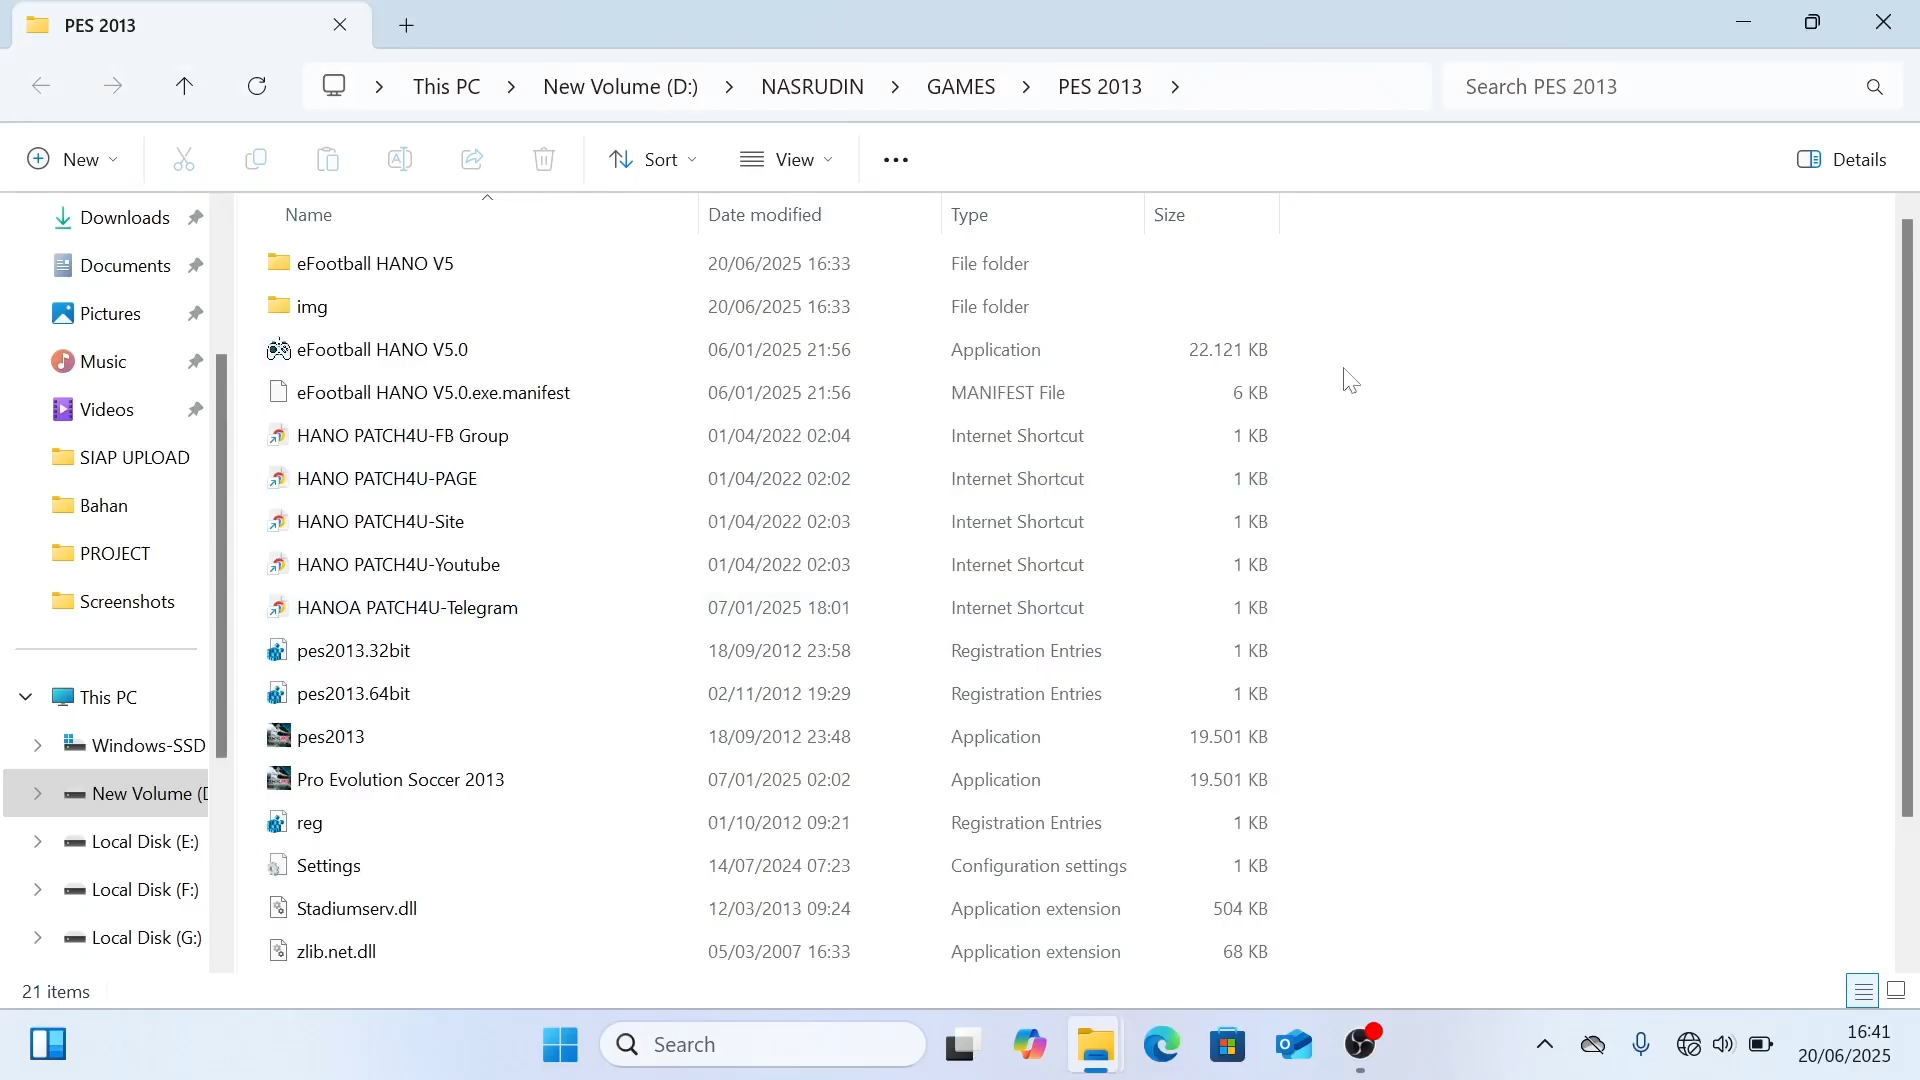 PES 2013
This PC > New Volume (D:) > NASRUDIN > GAMES > PES 2013 >
Search PES 2013
New
Sort
View
Details
Downloads
Documents
Pictures
Music
Videos
SIAP UPLOAD
Bahan
PROJECT
Screenshots
This PC
Windows-SSD
New Volume (D
Local Disk (E:)
Local Disk (F:)
Local Disk (G:)
Name Date modified Type Size
eFootball HANO V5 20/06/2025 16:33 File folder
img 20/06/2025 16:33 File folder
eFootball HANO V5.0 06/01/2025 21:56 Application 22.121 KB
eFootball HANO V5.0.exe.manifest 06/01/2025 21:56 MANIFEST File 6 KB
HANO PATCH4U-FB Group 01/04/2022 02:04 Internet Shortcut 1 KB
HANO PATCH4U-PAGE 01/04/2022 02:02 Internet Shortcut 1 KB
HANO PATCH4U-Site 01/04/2022 02:03 Internet Shortcut 1 KB
HANO PATCH4U-Youtube 01/04/2022 02:03 Internet Shortcut 1 KB
HANOA PATCH4U-Telegram 07/01/2025 18:01 Internet Shortcut 1 KB
pes2013.32bit 18/09/2012 23:58 Registration Entries 1 KB
pes2013.64bit 02/11/2012 19:29 Registration Entries 1 KB
pes2013 18/09/2012 23:48 Application 19.501 KB
Pro Evolution Soccer 2013 07/01/2025 02:02 Application 19.501 KB
reg 01/10/2012 09:21 Registration Entries 1 KB
Settings 14/07/2024 07:23 Configuration settings 1 KB
Stadiumserv.dll 12/03/2013 09:24 Application extension 504 KB
zlib.net.dll 05/03/2007 16:33 Application extension 68 KB
21 items
Search
16:41
20/06/2025